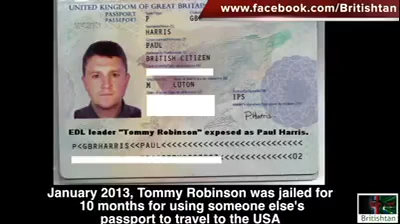 UNITED KINGDOM OF GREAT BRITAIN
www.facebook.com/Britishtan
PASSPORT
PASSEPORT
P GBR
HARRIS
PAUL
BRITISH CITIZEN
M LUTON
IPS
P.Harris
EDL leader "Tommy Robinson" exposed as Paul Harris.
P<GBRHARRIS<<PAUL<<<<<<<<<<<<<<<<<<<<<<<<<<<
<<<<<<<<<<<<<02
January 2013, Tommy Robinson was jailed for
10 months for using someone else's
passport to travel to the USA
Britishtan